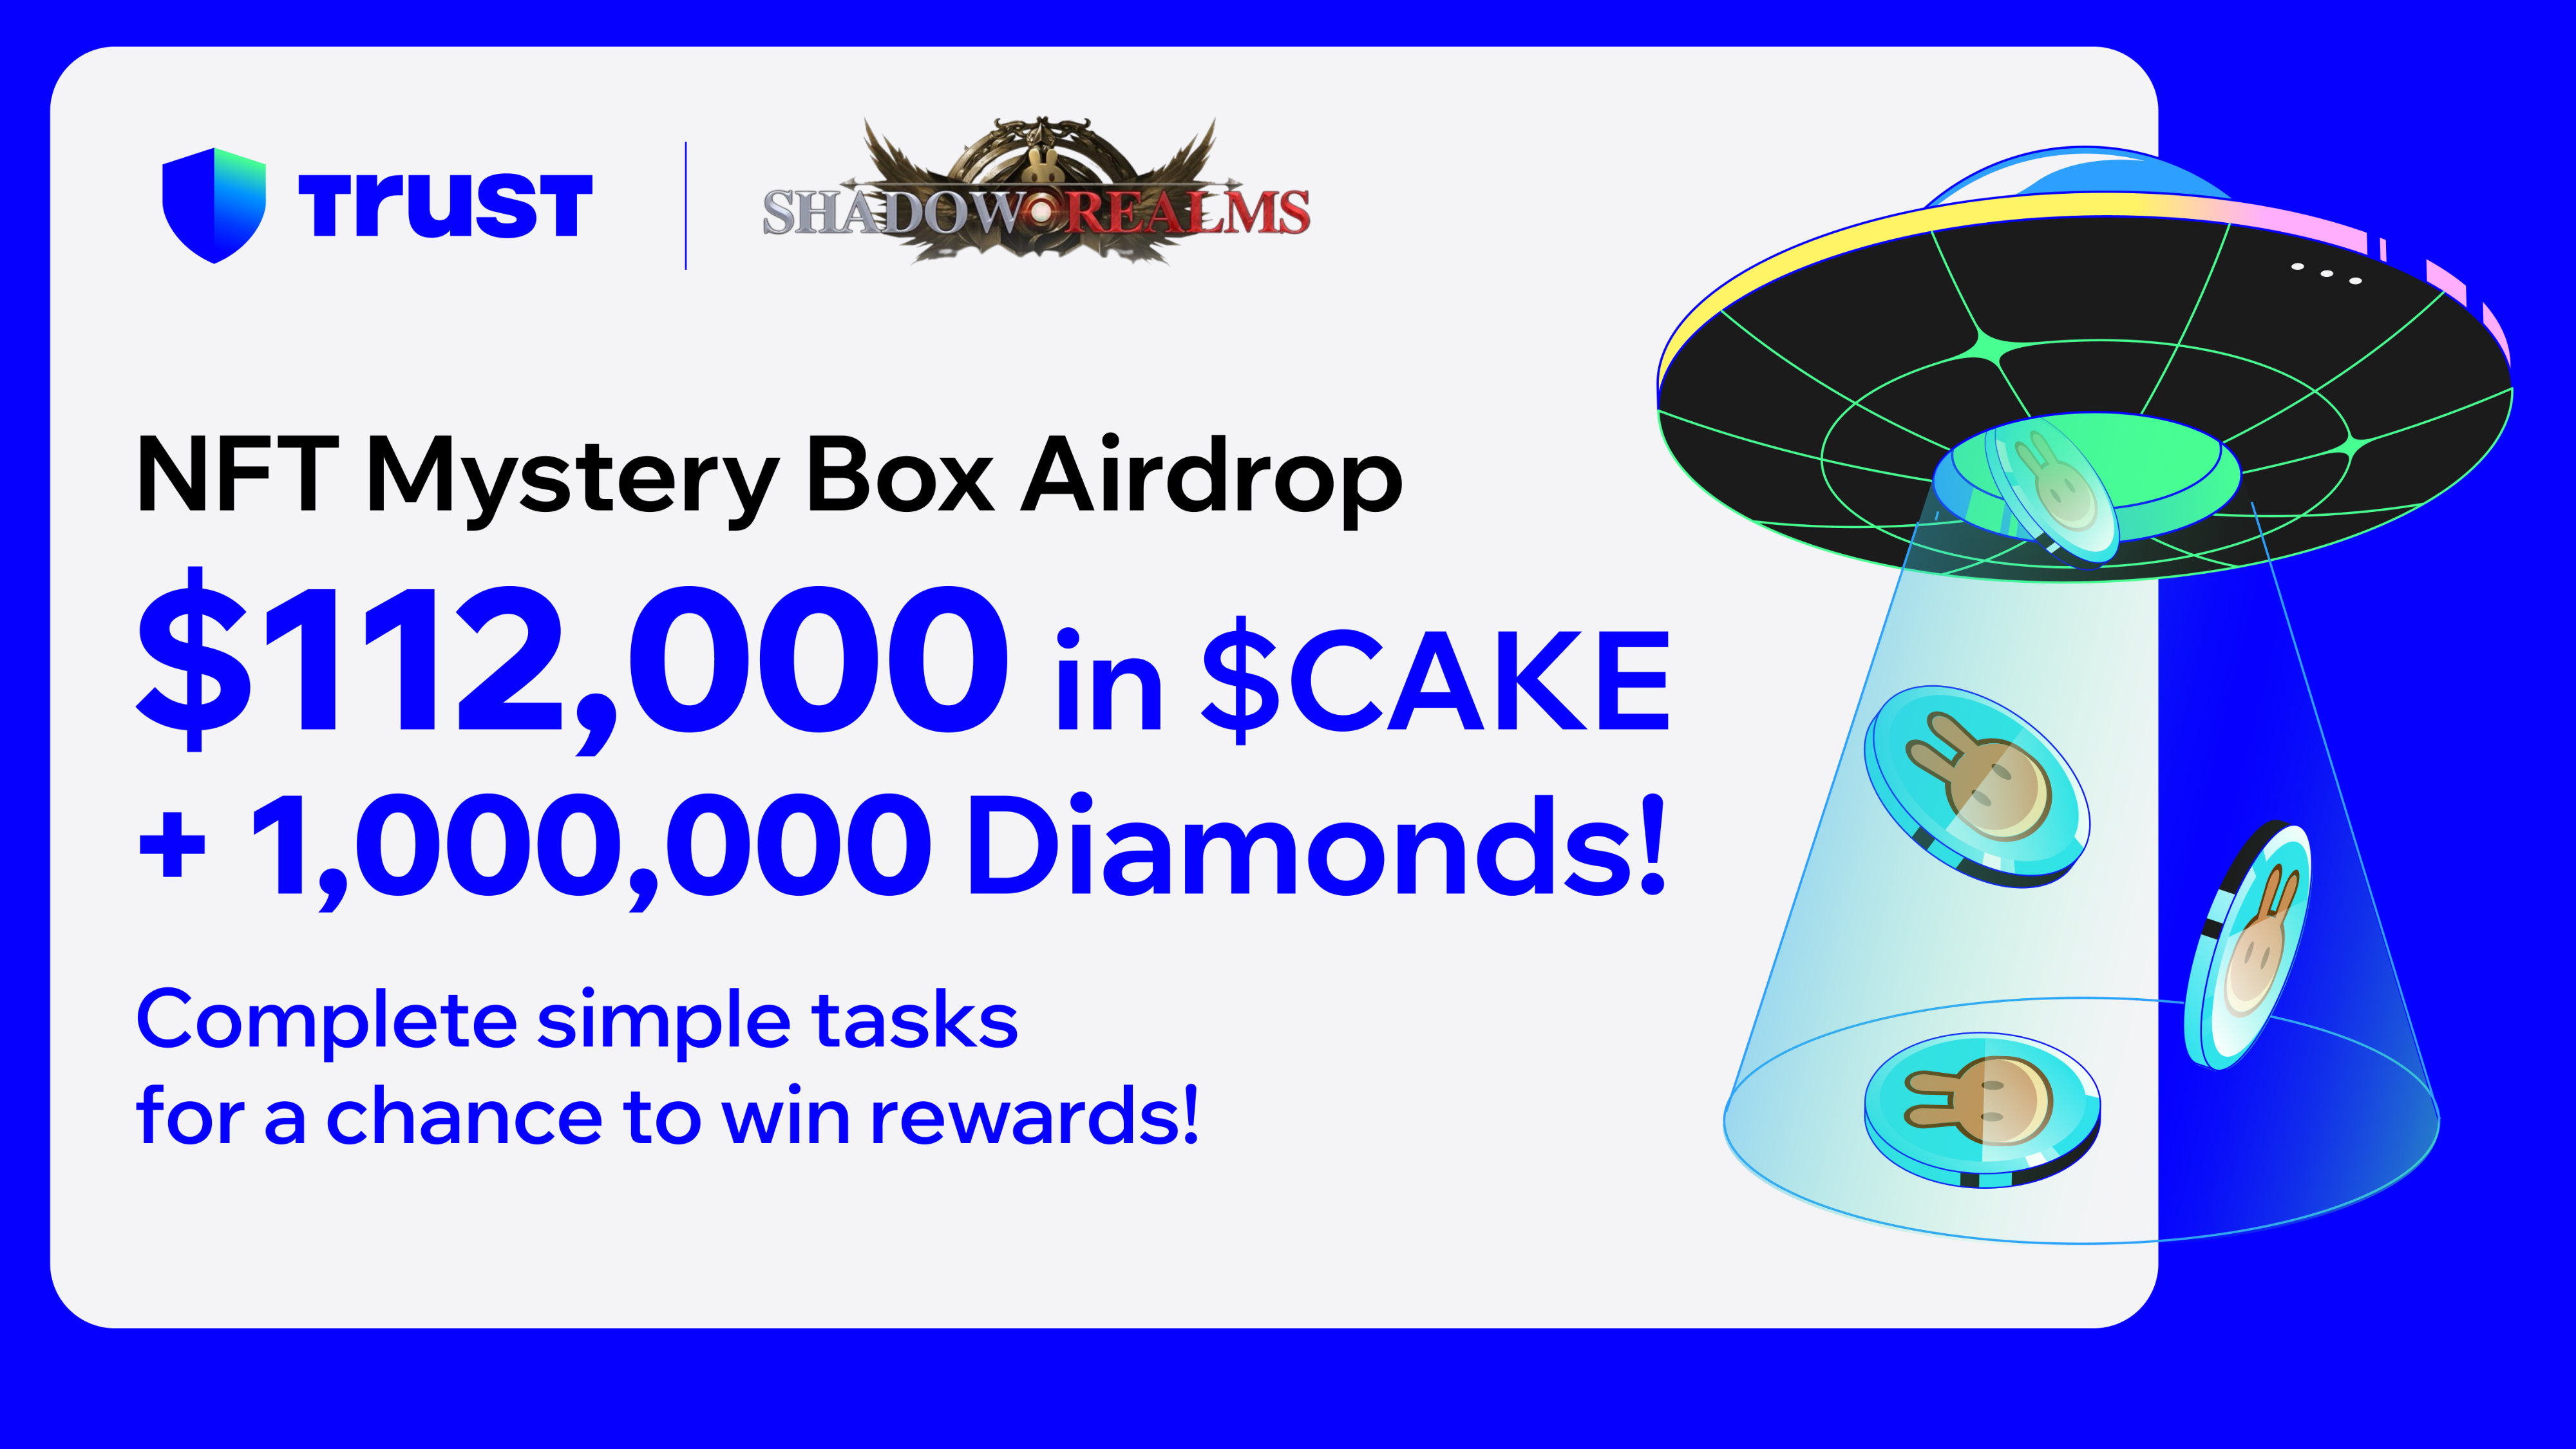 TRUST
SHADOW REALMS
NFT Mystery Box Airdrop
$112,000 in $CAKE
+ 1,000,000 Diamonds!
Complete simple tasks
for a chance to win rewards!